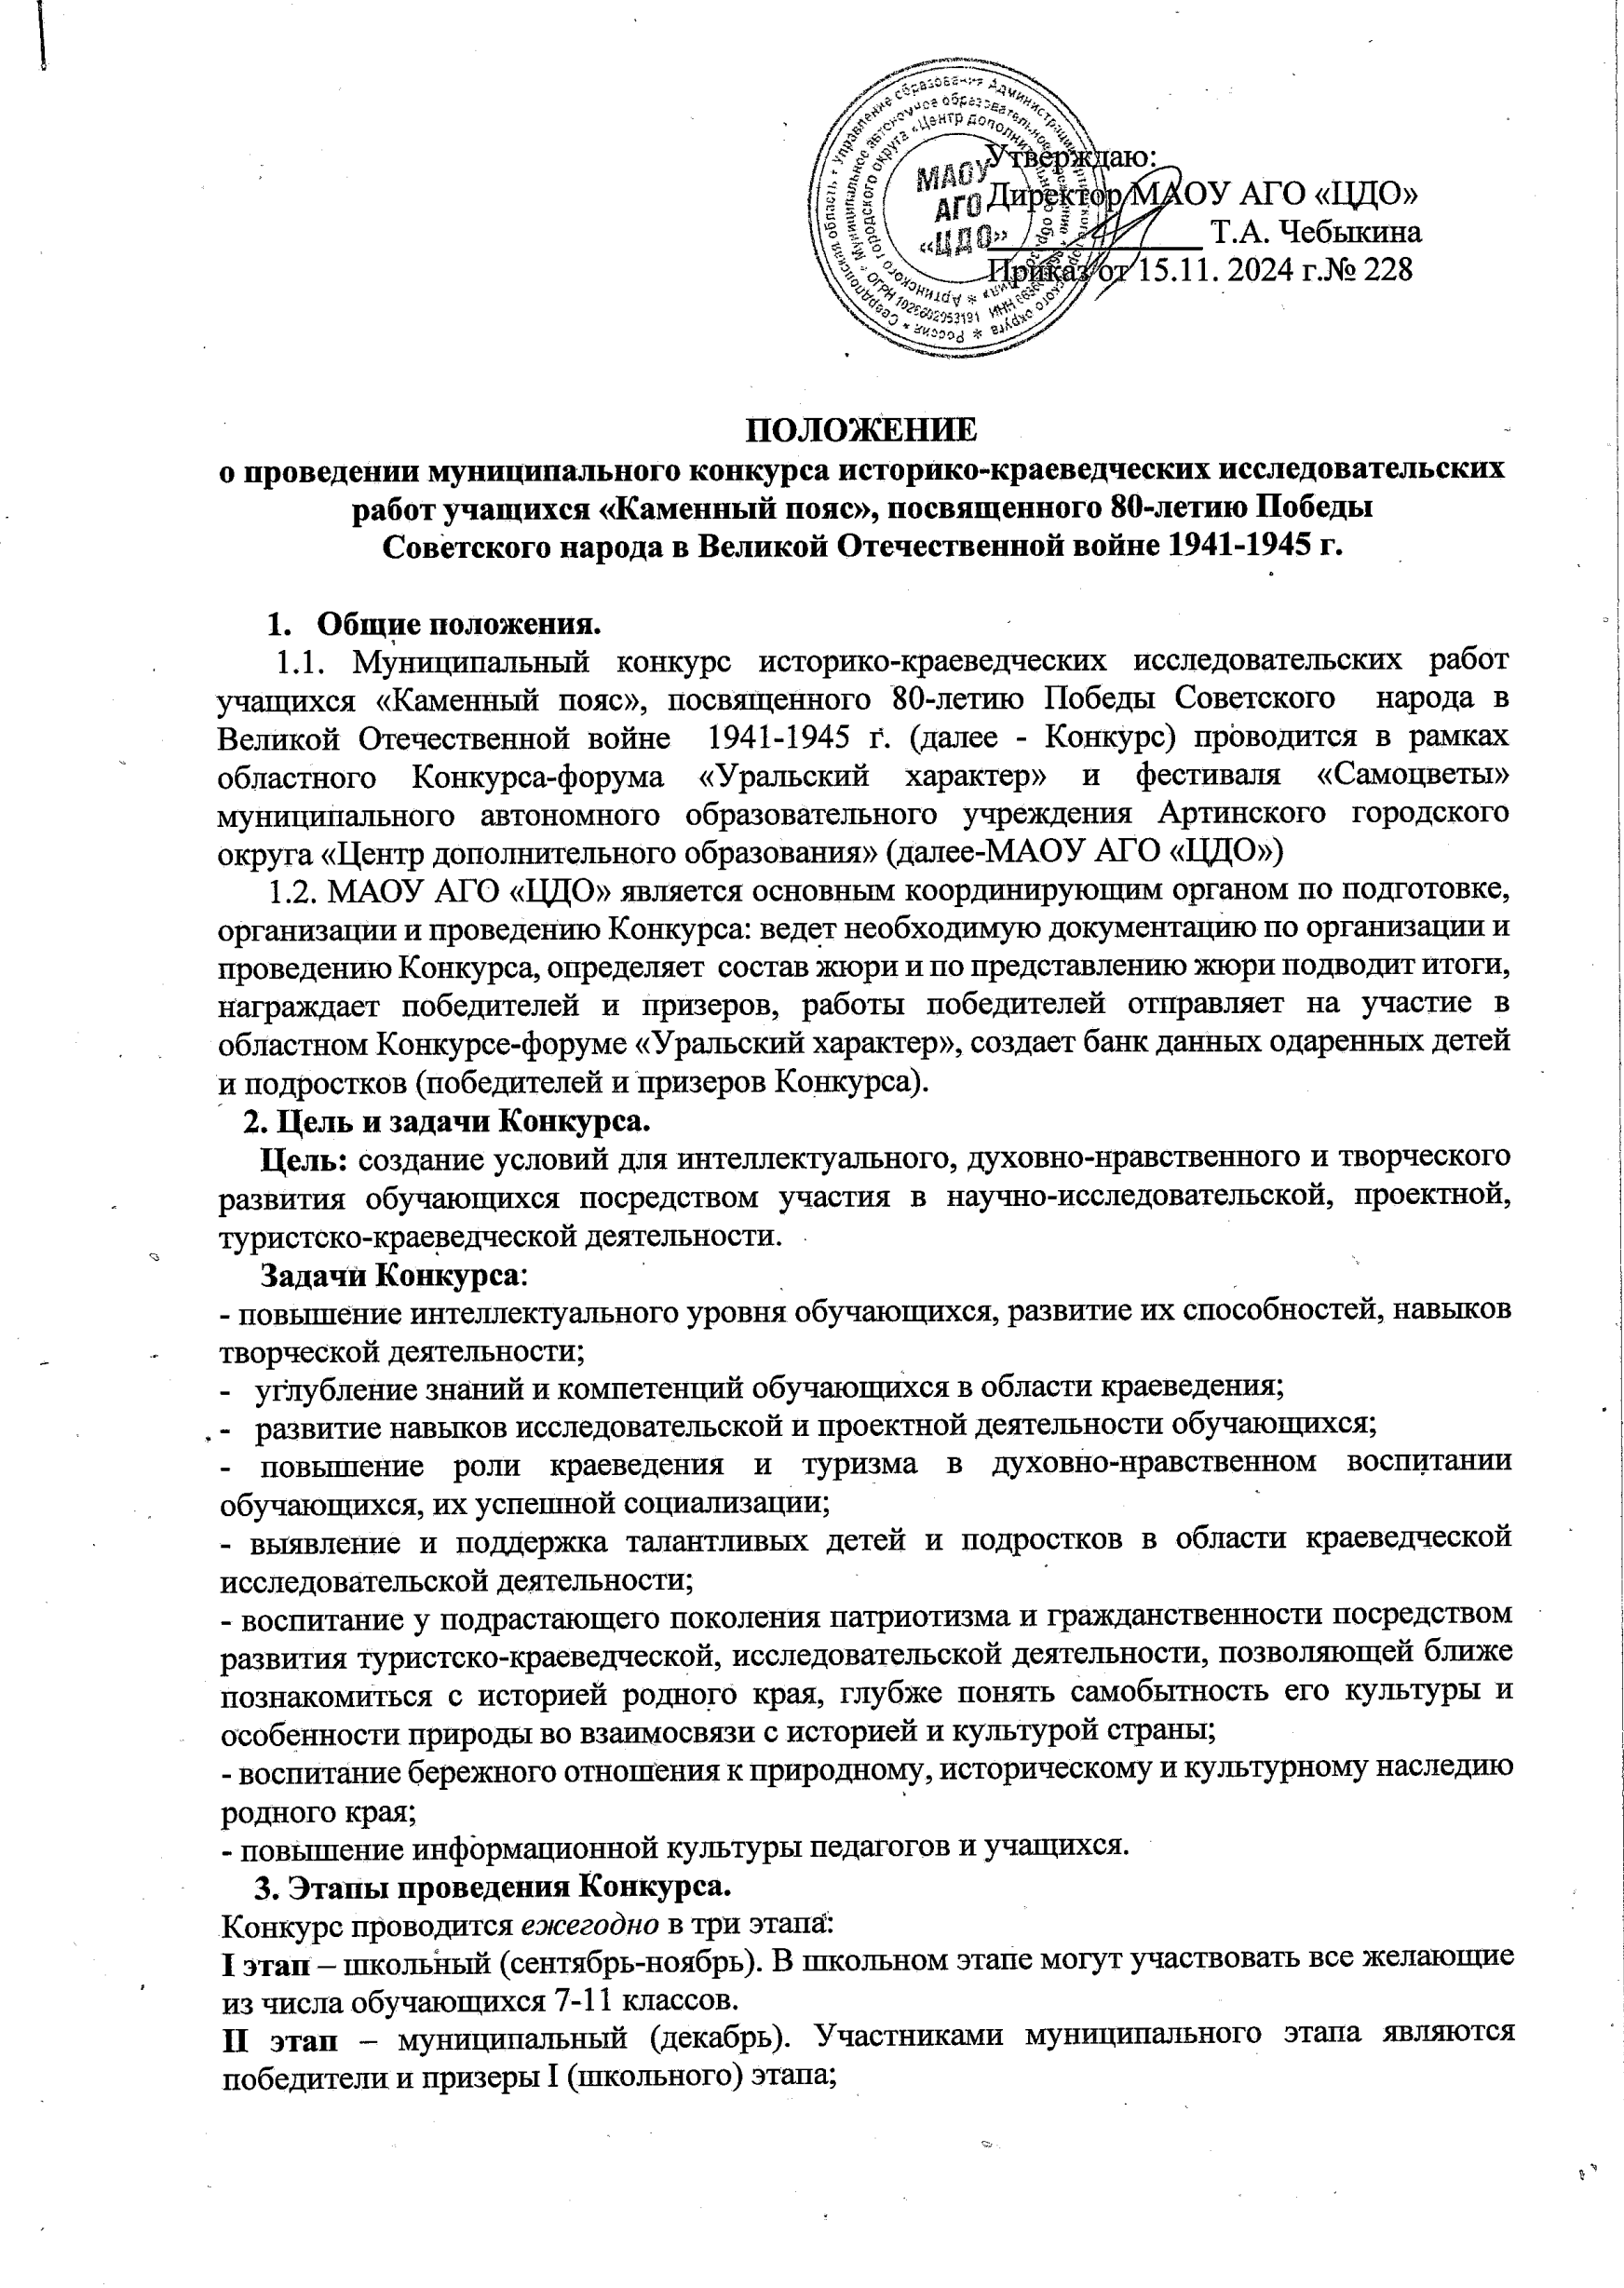 МАОУ
АГО
«ЦДО»
Утверждаю:
Директор МАОУ АГО «ЦДО»
Т.А. Чебыкина
Приказ от 15.11. 2024 г.№ 228
ПОЛОЖЕНИЕ
о проведении муниципального конкурса историко-краеведческих исследовательских
работ учащихся «Каменный пояс», посвященного 80-летию Победы
Советского народа в Великой Отечественной войне 1941-1945 г.
1. Общие положения.
1.1. Муниципальный конкурс историко-краеведческих исследовательских работ
учащихся «Каменный пояс», посвященного 80-летию Победы Советского народа в
Великой Отечественной войне 1941-1945 г. (далее - Конкурс) проводится в рамках
областного Конкурса-форума «Уральский характер» и фестиваля «Самоцветы»
муниципального автономного образовательного учреждения Артинского городского
округа «Центр дополнительного образования» (далее-МАОУ АГО «ЦДО»)
1.2. МАОУ АГО «ЦДО» является основным координирующим органом по подготовке,
организации и проведению Конкурса: ведет необходимую документацию по организации и
проведению Конкурса, определяет состав жюри и по представлению жюри подводит итоги,
награждает победителей и призеров, работы победителей отправляет на участие в
областном Конкурсе-форуме «Уральский характер», создает банк данных одаренных детей
и подростков (победителей и призеров Конкурса).
2. Цель и задачи Конкурса.
Цель: создание условий для интеллектуального, духовно-нравственного и творческого
развития обучающихся посредством участия в научно-исследовательской, проектной,
туристско-краеведческой деятельности.
Задачи Конкурса:
- повышение интеллектуального уровня обучающихся, развитие их способностей, навыков
творческой деятельности;
- углубление знаний и компетенций обучающихся в области краеведения;
- развитие навыков исследовательской и проектной деятельности обучающихся;
- повышение роли краеведения и туризма в духовно-нравственном воспитании
обучающихся, их успешной социализации;
- выявление и поддержка талантливых детей и подростков в области краеведческой
исследовательской деятельности;
- воспитание у подрастающего поколения патриотизма и гражданственности посредством
развития туристско-краеведческой, исследовательской деятельности, позволяющей ближе
познакомиться с историей родного края, глубже понять самобытность его культуры и
особенности природы во взаимосвязи с историей и культурой страны;
- воспитание бережного отношения к природному, историческому и культурному наследию
родного края;
- повышение информационной культуры педагогов и учащихся.
3. Этапы проведения Конкурса.
Конкурс проводится ежегодно в три этапа:
I этап – школьный (сентябрь-ноябрь). В школьном этапе могут участвовать все желающие
из числа обучающихся 7-11 классов.
II этап – муниципальный (декабрь). Участниками муниципального этапа являются
победители и призеры I (школьного) этапа;